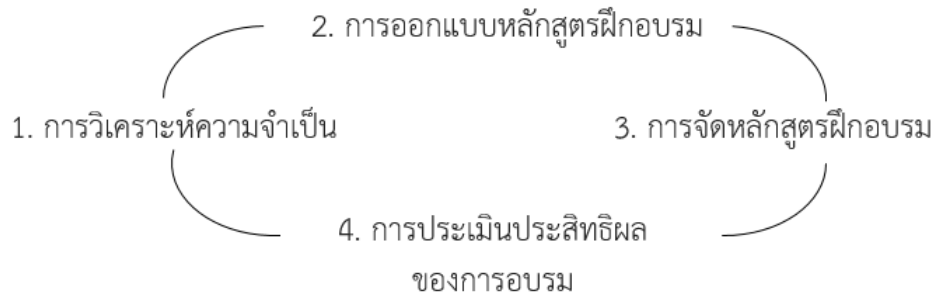 2. การออกแบบหลักสูตรฝึกอบรม
1. การวิเคราะห์ความจำเป็น
3. การจัดหลักสูตรฝึกอบรม
4. การประเมินประสิทธิผล
ของการอบรม